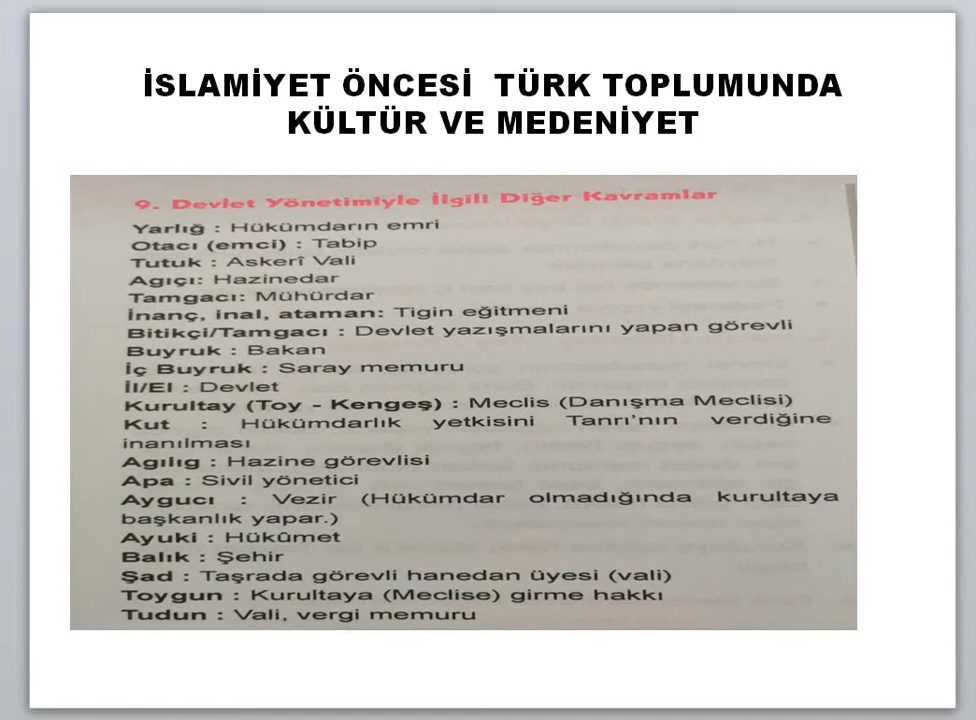 İSLAMİYET ÖNCESİ TÜRK TOPLUMUNDA
KÜLTÜR VE MEDENİYET
9. Devlet Yönetimiyle İlgili Diğer Kavramlar
Yarlığ : Hükümdarın emri
Otacı (emci) : Tabip
Tutuk : Askerî Vali
Agıçı: Hazinedar
Tamgacı: Mühürdar
İnanç, inal, ataman: Tigin eğitmeni
Bitikçi/Tamgacı : Devlet yazışmalarını yapan görevli
Buyruk : Bakan
İç Buyruk : Saray memuru
İl/El : Devlet
Kurultay (Toy - Kengeş) : Meclis (Danışma Meclisi)
Kut : Hükümdarlık yetkisini Tanrı'nın verdiğine
inanılması
Agılıg : Hazine görevlisi
Apa : Sivil yönetici
Aygucı : Vezir (Hükümdar olmadığında kurultaya
başkanlık yapar.)
Ayuki : Hükûmet
Balık : Şehir
Şad : Taşrada görevli hanedan üyesi (vali)
Toygun : Kurultaya (Meclise) girme hakkı
Tudun : Vali, vergi memuru